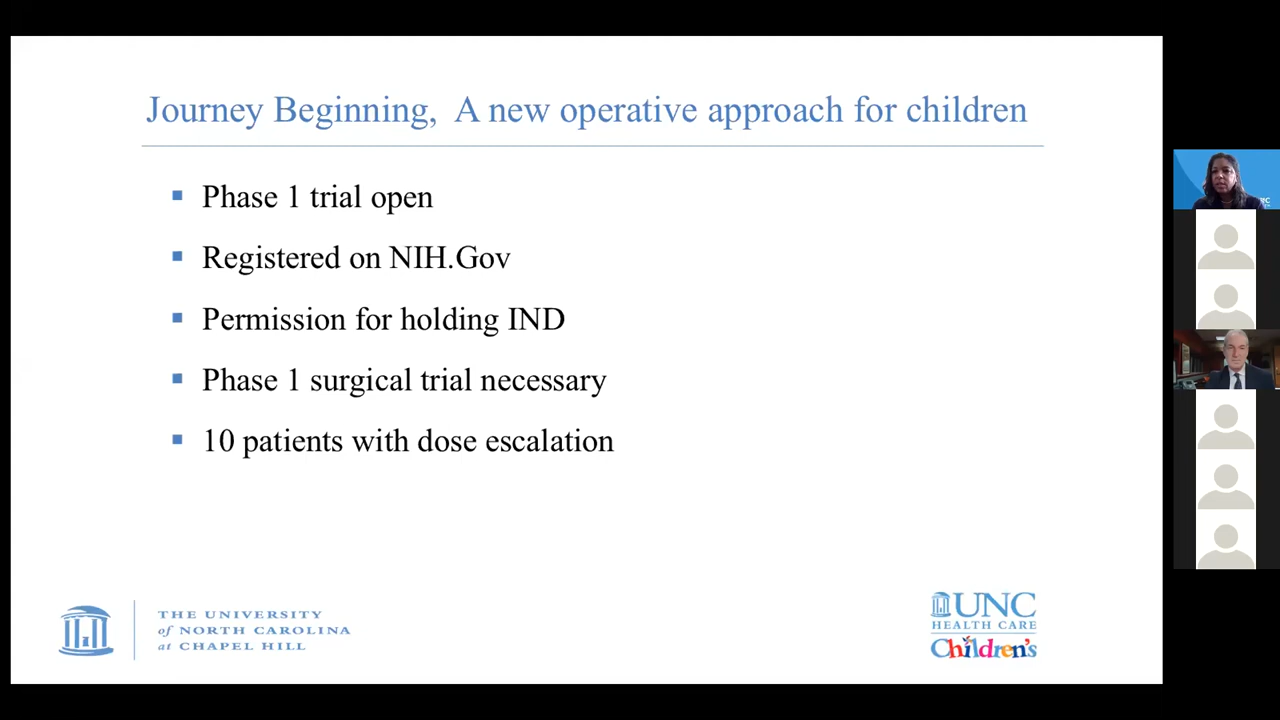 Journey Beginning, A new operative approach for children
Phase 1 trial open
Registered on NIH.Gov
Permission for holding IND
Phase 1 surgical trial necessary
10 patients with dose escalation
THE UNIVERSITY
of NORTH CAROLINA
at CHAPEL HILL
UNC
HEALTH CARE
Children's